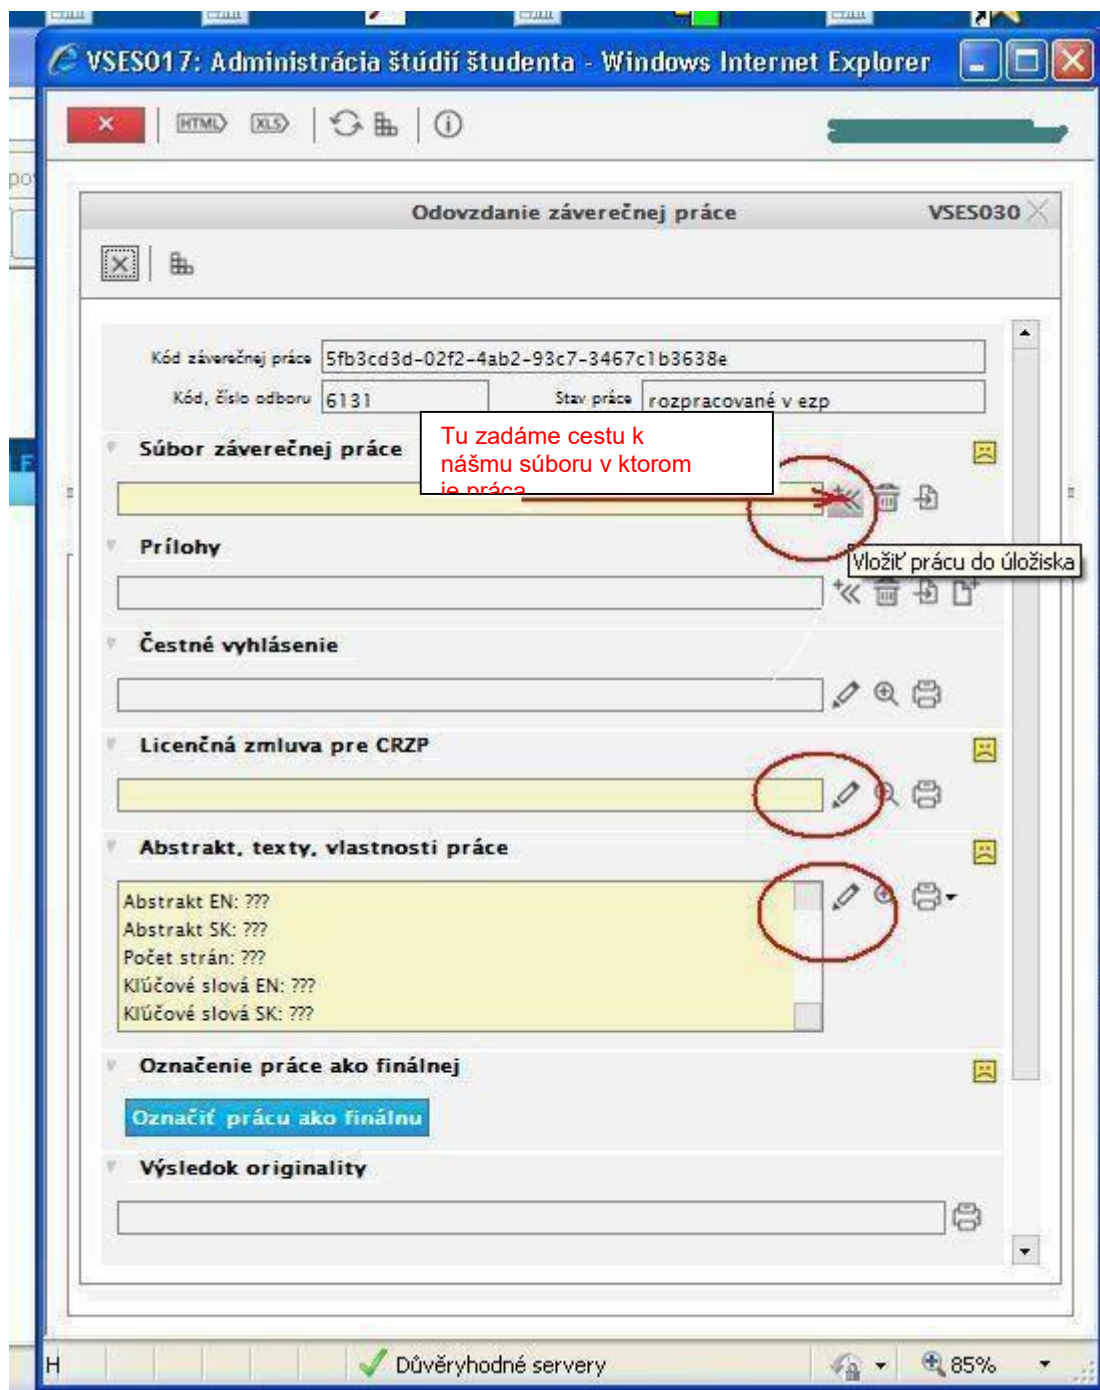 VSES017: Administrácia štúdií študenta - Windows Internet Explorer
HTML XLS
Odovzdanie záverečnej práce VSES030
Kód záverečnej práce 5fb3cd3d-02f2-4ab2-93c7-3467c1b3638e
Kód, číslo odboru 6131 Stav práce rozpracované v ezp
Súbor záverečnej práce
Tu zadáme cestu k
nášmu súboru v ktorom
je práca
Vložiť prácu do úložiska
Prílohy
Čestné vyhlásenie
Licenčná zmluva pre CRZP
Abstrakt, texty, vlastnosti práce
Abstrakt EN: ???
Abstrakt SK: ???
Počet strán: ???
Kľúčové slová EN: ???
Kľúčové slová SK: ???
Označenie práce ako finálnej
Označiť prácu ako finálnu
Výsledok originality
H Důvěryhodné servery 85%